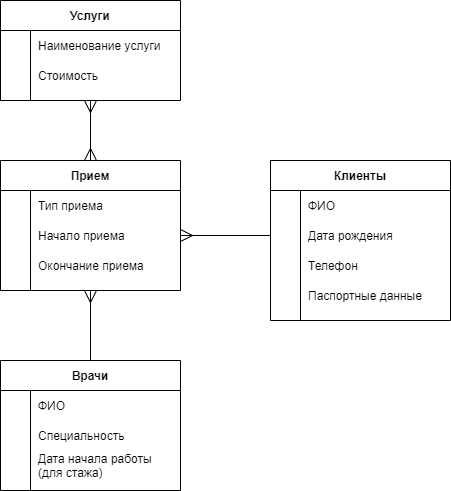 Услуги
Наименование услуги
Стоимость
Прием
Тип приема
Начало приема
Окончание приема
Клиенты
ФИО
Дата рождения
Телефон
Паспортные данные
Врачи
ФИО
Специальность
Дата начала работы
(для стажа)